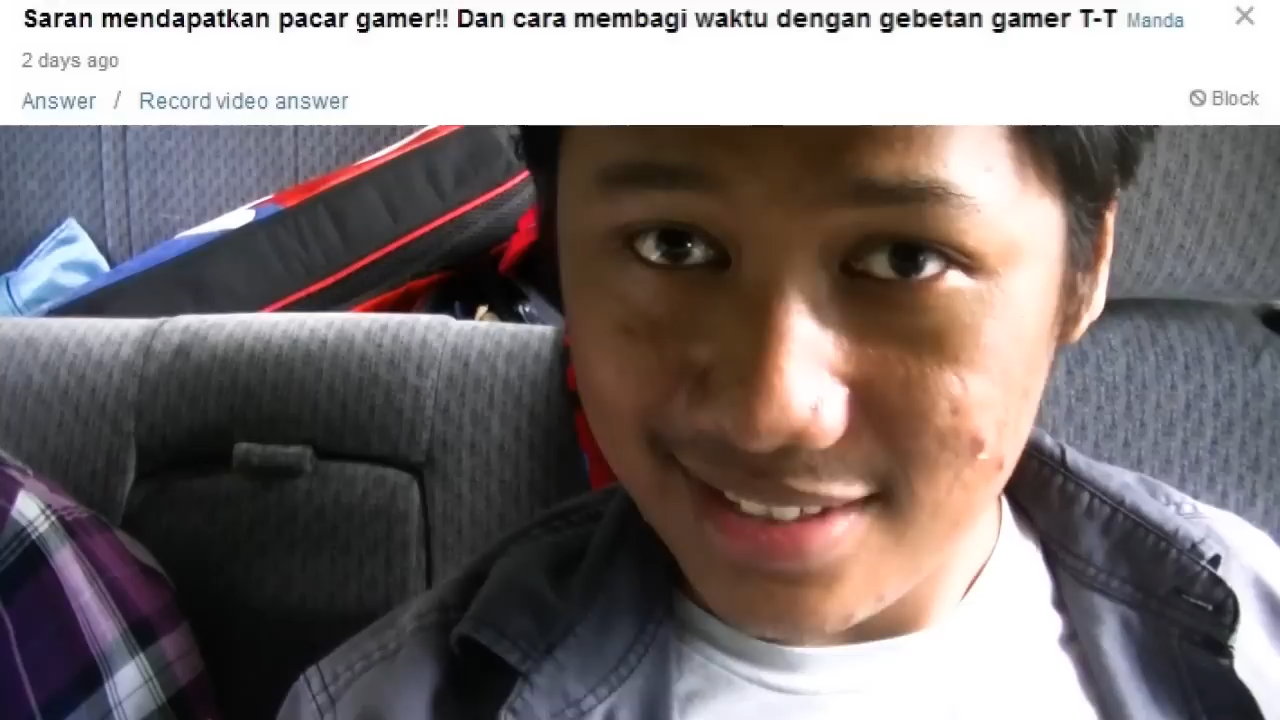 Saran mendapatkan pacar gamer!! Dan cara membagi waktu dengan gebetan gamer T-T Manda
2 days ago
Answer / Record video answer
Block